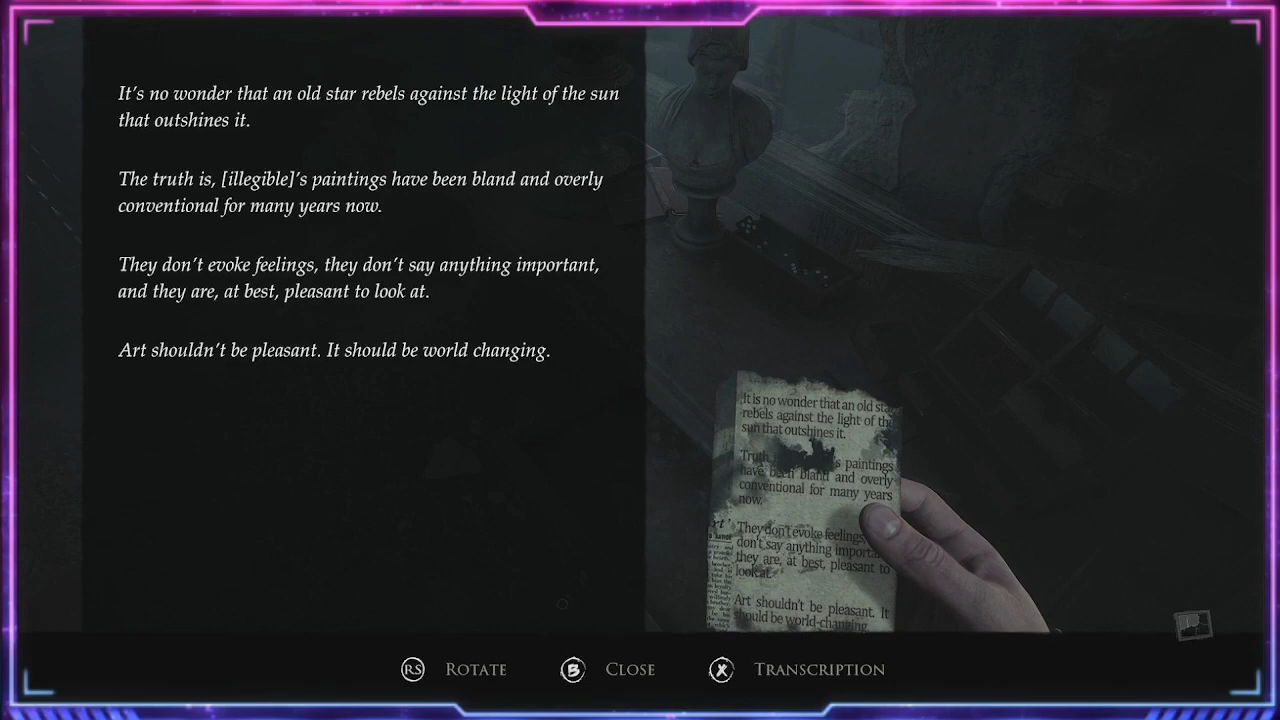 It's no wonder that an old star rebels against the light of the sun
that outshines it.
The truth is, [illegible]'s paintings have been bland and overly
conventional for many years now.
They don't evoke feelings, they don't say anything important,
and they are, at best, pleasant to look at.
Art shouldn't be pleasant. It should be world changing.
It is no wonder that an old star
rebels against the light of the
sun that outshines it.
Truth 's paintings
have been bland and overly
conventional for many years
now.
They don't evoke feelings,
don't say anything importa
they are, at best, pleasant to
look at.
Art shouldn't be pleasant. It
should be world-changing.
RS ROTATE B CLOSE X TRANSCRIPTION